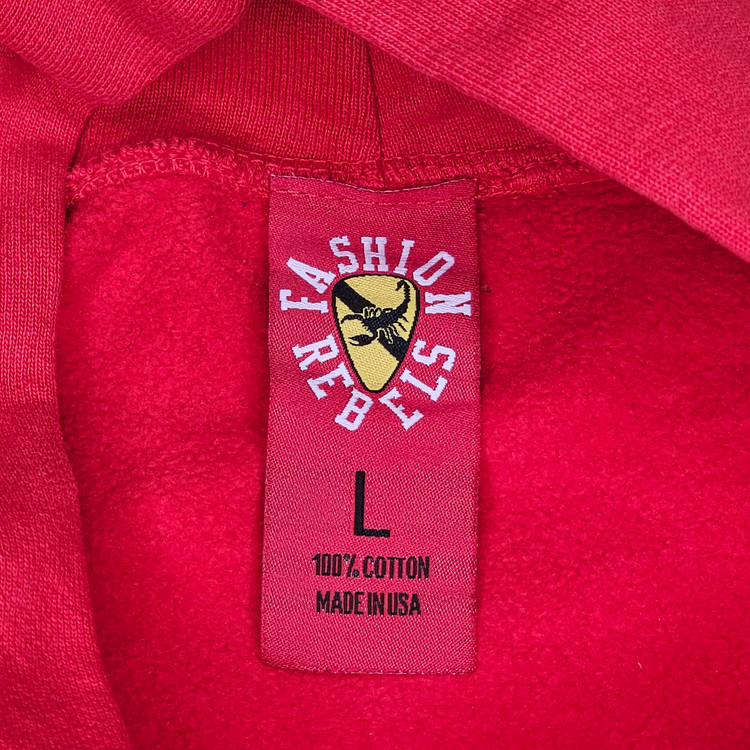 FASHION
REBELS
L
100% COTTON
MADE IN USA